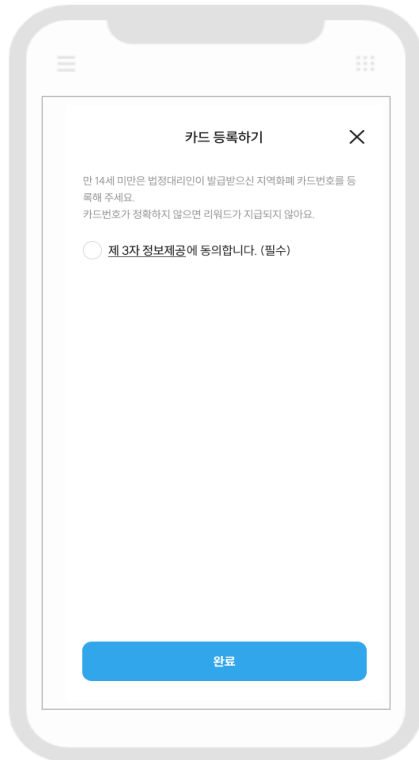 카드 등록하기
만 14세 미만은 법정대리인이 발급받으신 지역화폐 카드번호를 등
록해 주세요.
카드번호가 정확하지 않으면 리워드가 지급되지 않아요.
제 3자 정보제공에 동의합니다. (필수)
완료